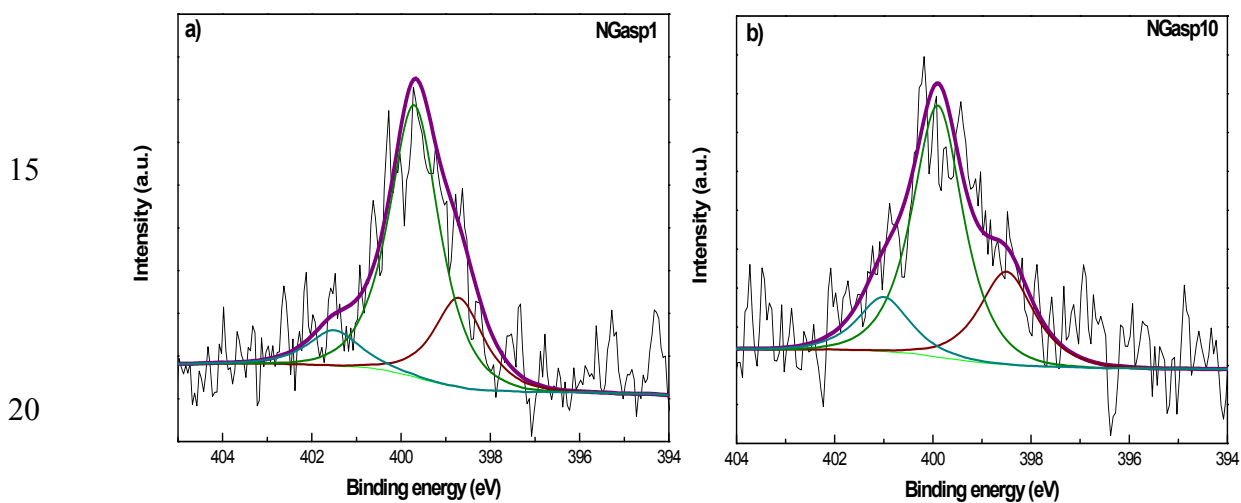 a)
NGasp1
b)
NGasp10
15
20
Intensity (a.u.)
Intensity (a.u.)
404 402 400 398 396 394
404 402 400 398 396 394
Binding energy (eV)
Binding energy (eV)